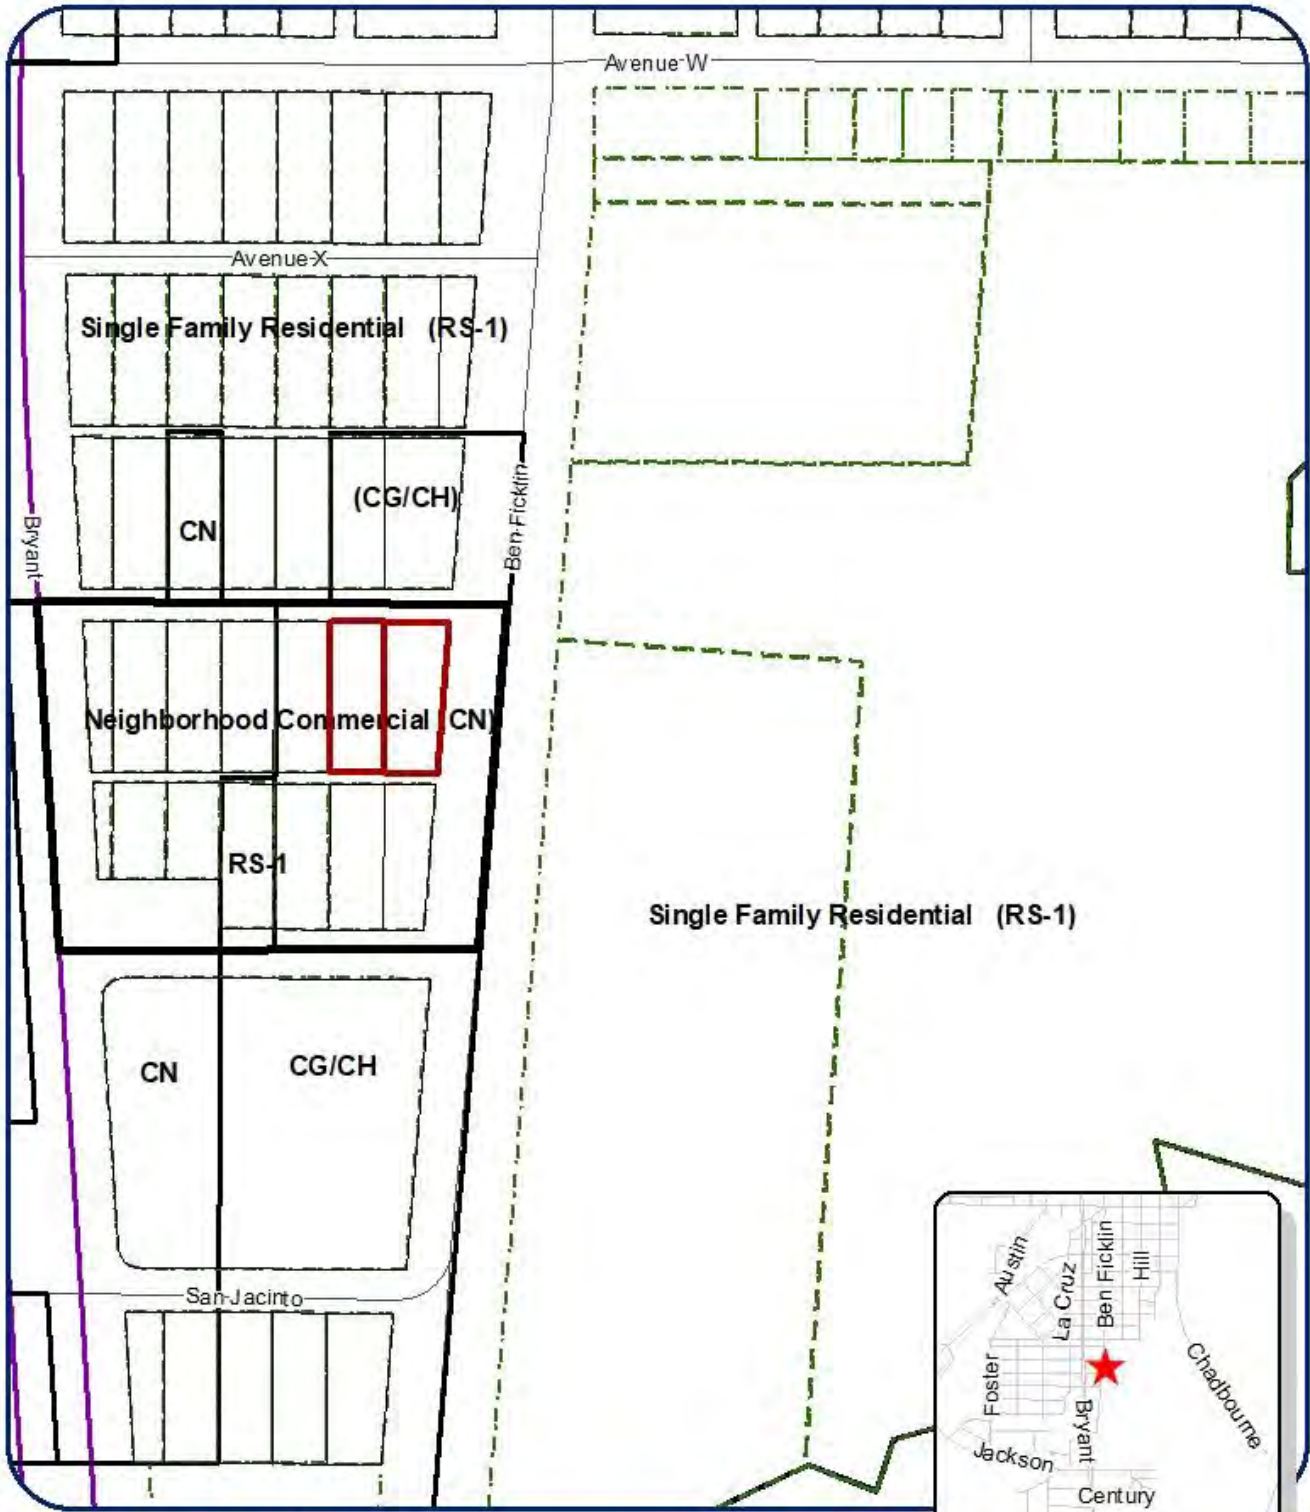 Avenue W
Avenue X
Single Family Residential (RS-1)
(CG/CH)
CN
Bryant
Ben Ficklin
Neighborhood Commercial (CN)
RS-1
Single Family Residential (RS-1)
CN
CG/CH
San Jacinto
Austin
La Cruz
Ben Ficklin
Hill
Foster
Bryant
Chadbourne
Jackson
Century